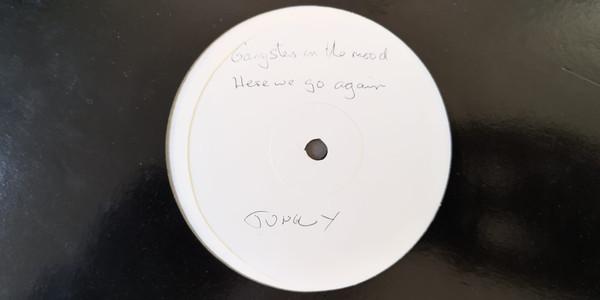 Gangster in the mood
Here we go again